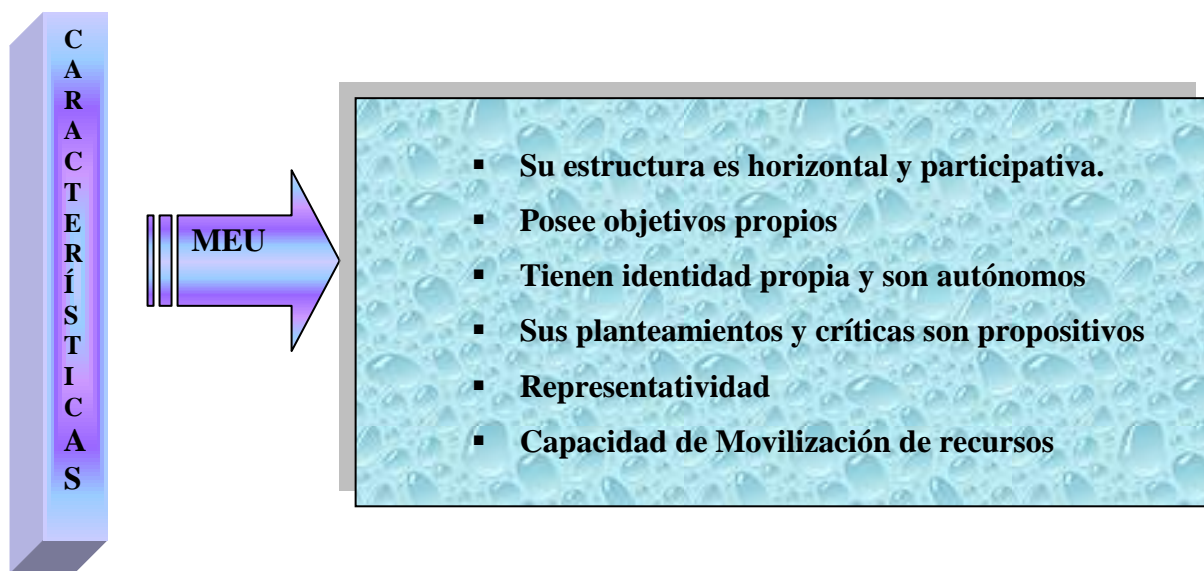 CARACTERÍSTICAS
MEU
▪ Su estructura es horizontal y participativa.
▪ Posee objetivos propios
▪ Tienen identidad propia y son autónomos
▪ Sus planteamientos y críticas son propositivos
▪ Representatividad
▪ Capacidad de Movilización de recursos